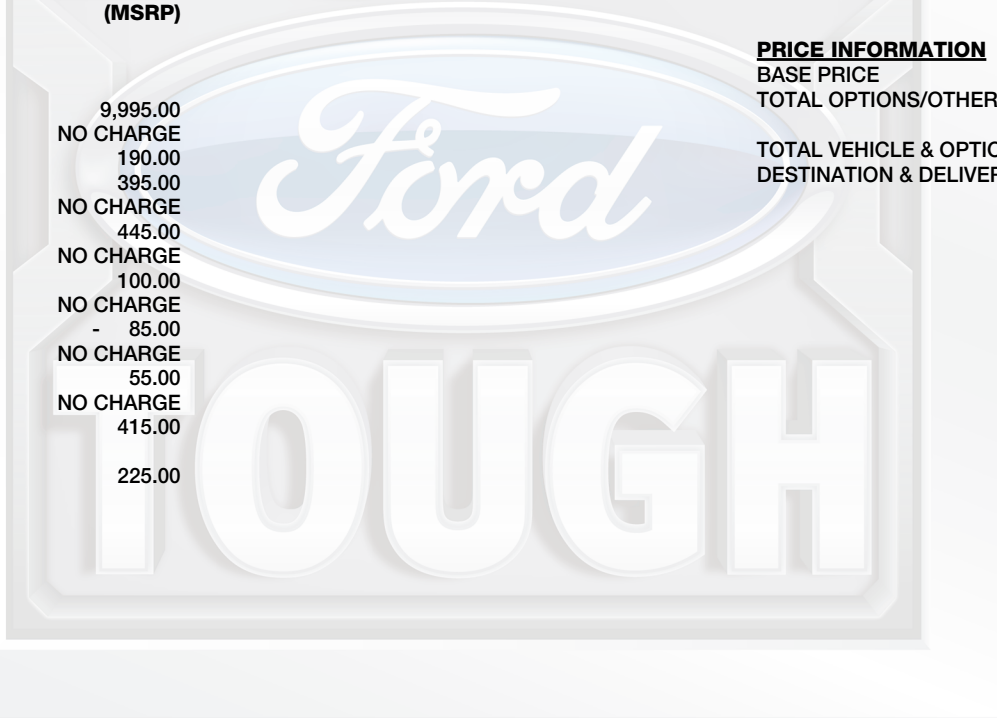 (MSRP)
9,995.00
NO CHARGE
190.00
395.00
NO CHARGE
445.00
NO CHARGE
100.00
NO CHARGE
- 85.00
NO CHARGE
55.00
NO CHARGE
415.00
225.00
PRICE INFORMATION
BASE PRICE
TOTAL OPTIONS/OTHER
TOTAL VEHICLE & OPTIO
DESTINATION & DELIVER
Ford
TOUGH